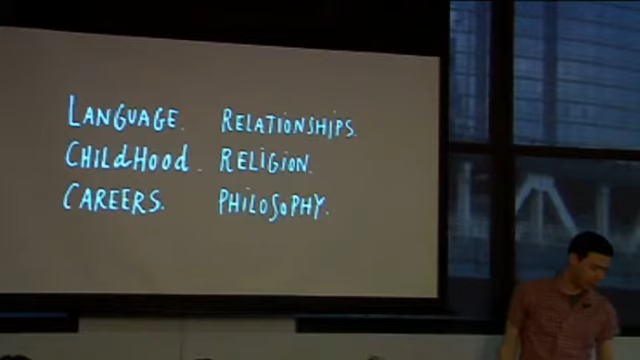 LANGUAGE. RELATIONSHIPS.
CHILdHOOd. RELIGION.
CAREERS. PHILOSOPHY.